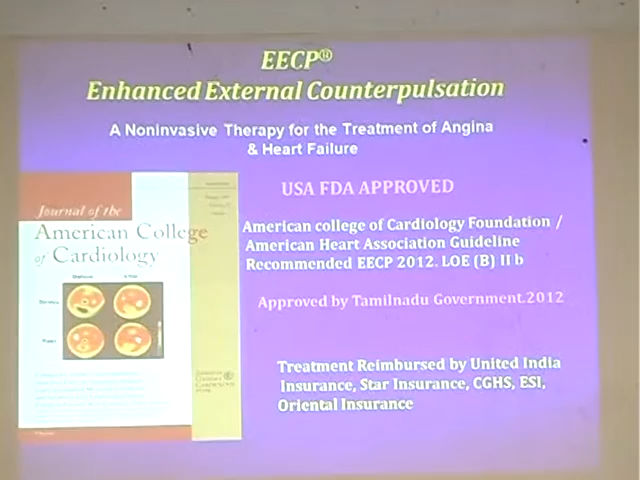 EECP®
Enhanced External Counterpulsation
A Noninvasive Therapy for the Treatment of Angina
& Heart Failure
USA FDA APPROVED
Journal of the
American College
of Cardiology
American college of Cardiology Foundation /
American Heart Association Guideline
Recommended EECP 2012. LOE (B) II b
Approved by Tamilnadu Government.2012
Treatment Reimbursed by United India
Insurance, Star Insurance, CGHS, ESI,
Oriental Insurance